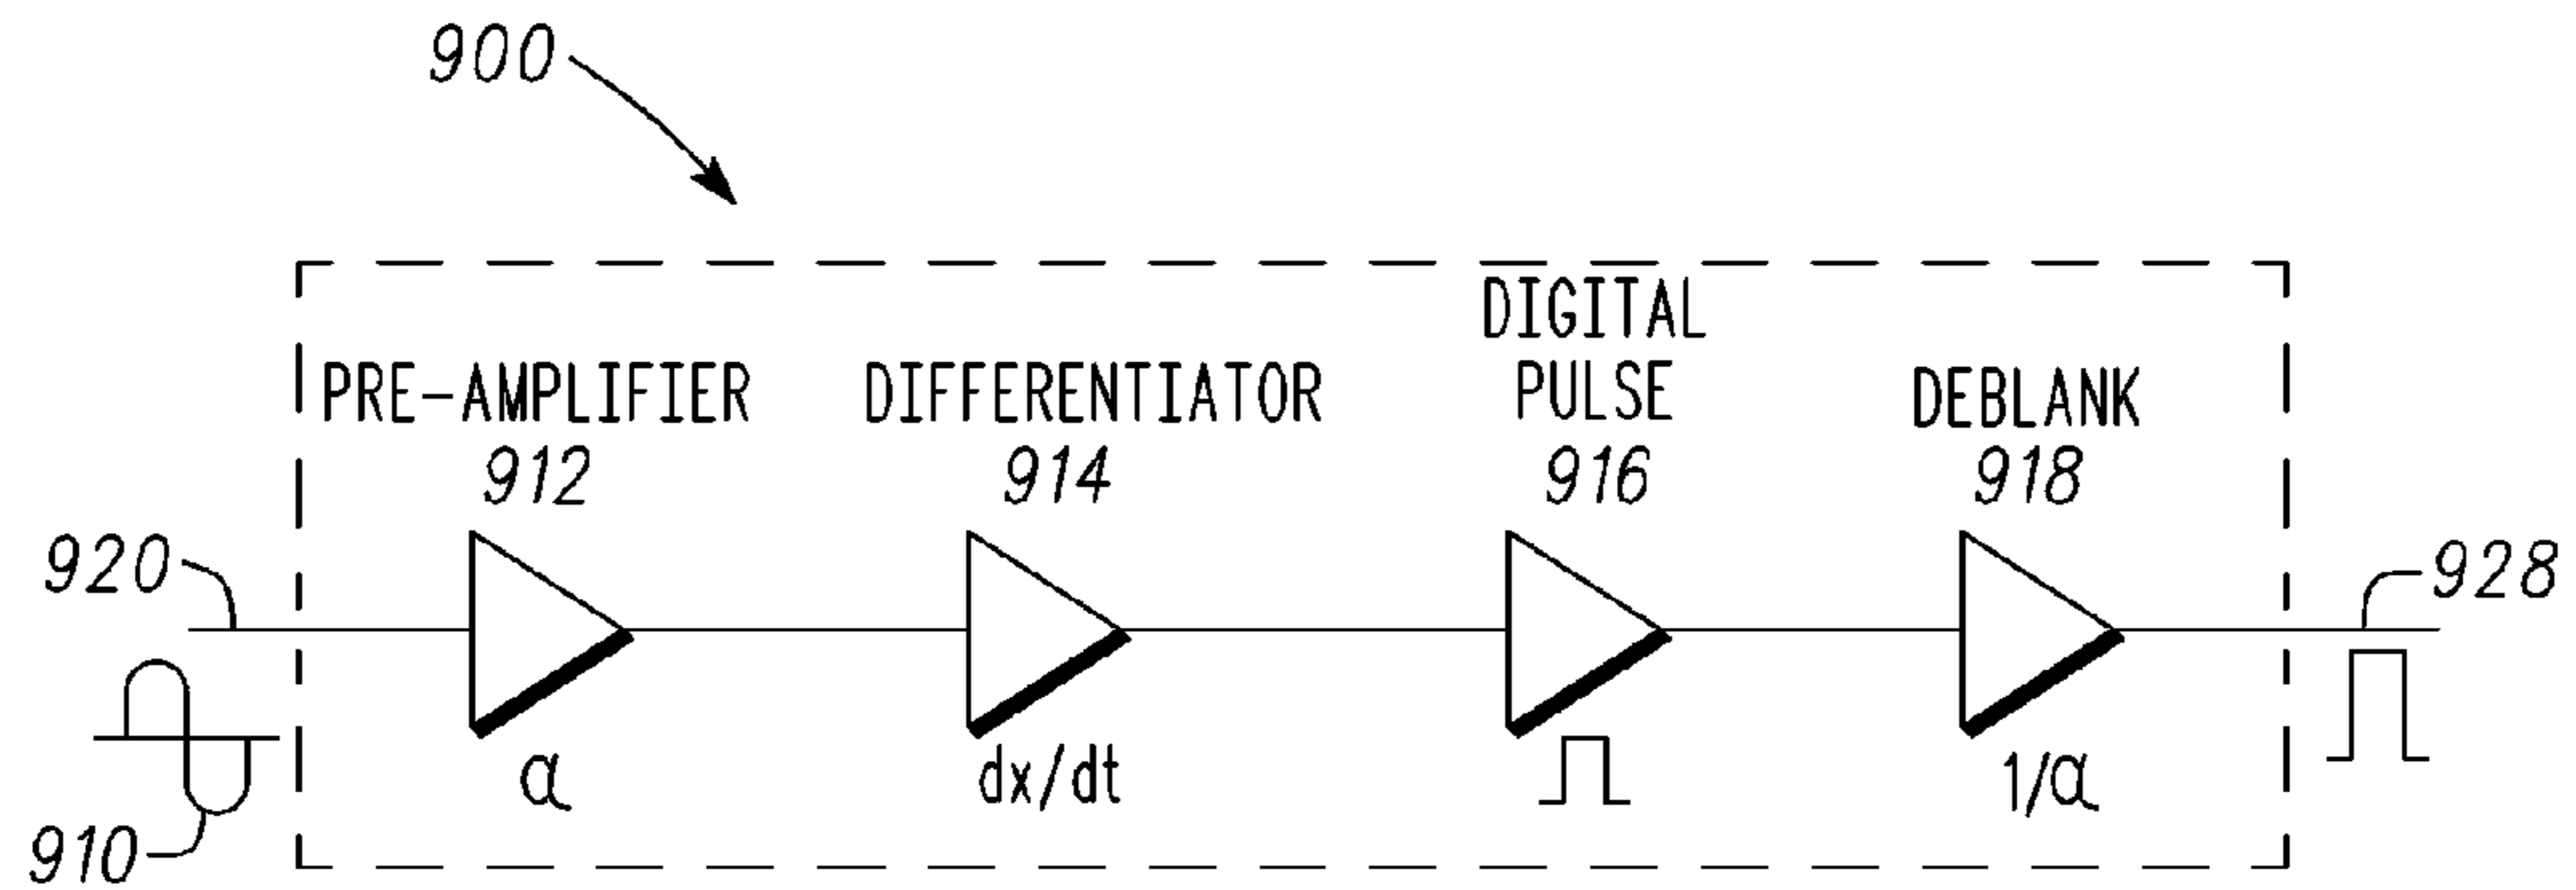 900
DIGITAL
PULSE
PRE-AMPLIFIER
DIFFERENTIATOR
DEBLANK
912
914
916
918
920
928
α
dx/dt
1/α
910